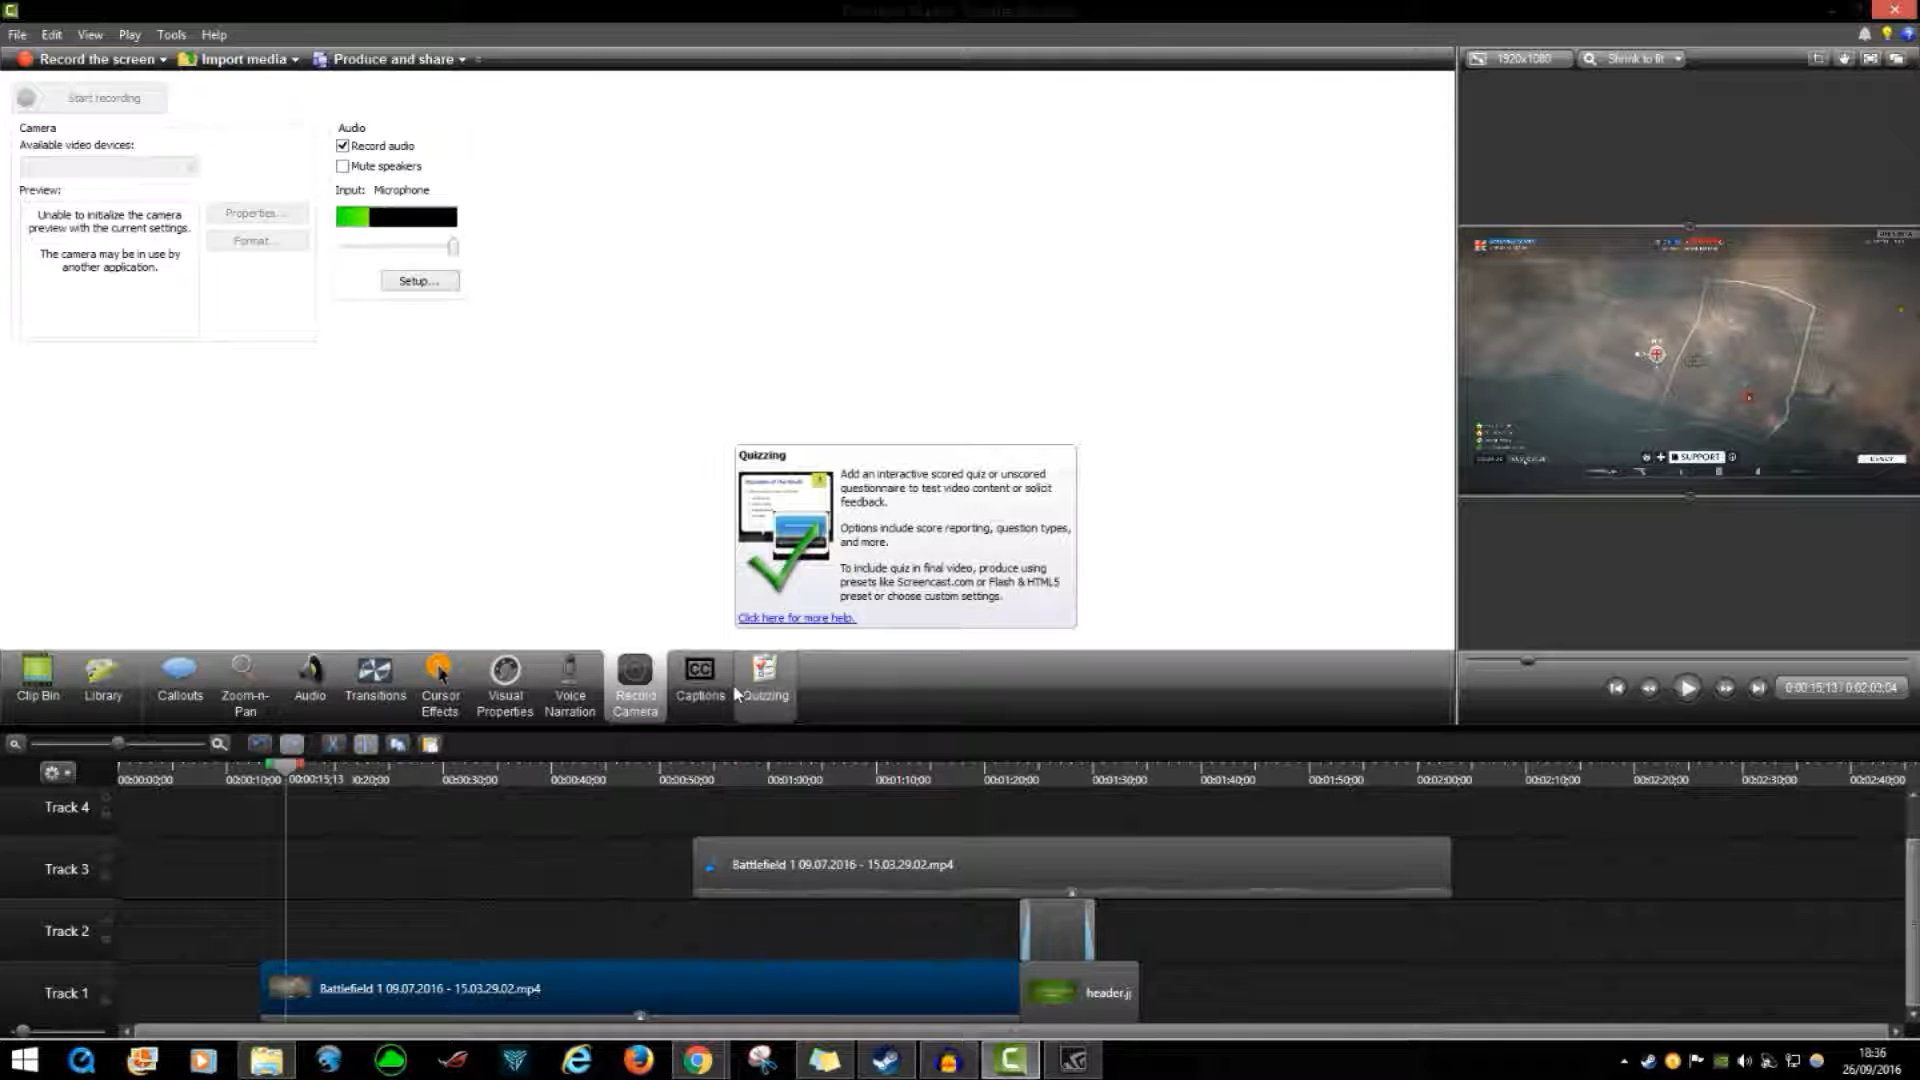 File Edit View Play Tools Help
Record the screen Import media Produce and share
1920x1080 Shrink to fit
Start recording
Camera
Available video devices:
Preview:
Unable to initialize the camera
preview with the current settings.
The camera may be in use by
another application.
Properties...
Format...
Audio
Record audio
Mute speakers
Input: Microphone
Setup...
SUPPORT
Quizzing
Add an interactive scored quiz or unscored
questionnaire to test video content or solicit
feedback.
Options include score reporting, question types,
and more.
To include quiz in final video, produce using
presets like Screencast.com or Flash & HTML5
preset or choose custom settings.
Click here for more help.
Clip Bin
Library
Callouts
Zoom-n-
Pan
Audio
Transitions
Cursor
Effects
Visual
Properties
Voice
Narration
Record
Camera
CC
Captions
Quizzing
0:00:15;13 / 0:02:03;04
00:00:00;00 00:00:10;00 00:00:15;13 00:20;00 00:00:30;00 00:00:40;00 00:00:50;00 00:01:00;00 00:01:10;00 00:01:20;00 00:01:30;00 00:01:40;00 00:01:50;00 00:02:00;00 00:02:10;00 00:02:20;00 00:02:30;00 00:02:40;00
Track 4
Track 3
Battlefield 1 09.07.2016 - 15.03.29.02.mp4
Track 2
Track 1
Battlefield 1 09.07.2016 - 15.03.29.02.mp4
header.jj
18:36
26/09/2016